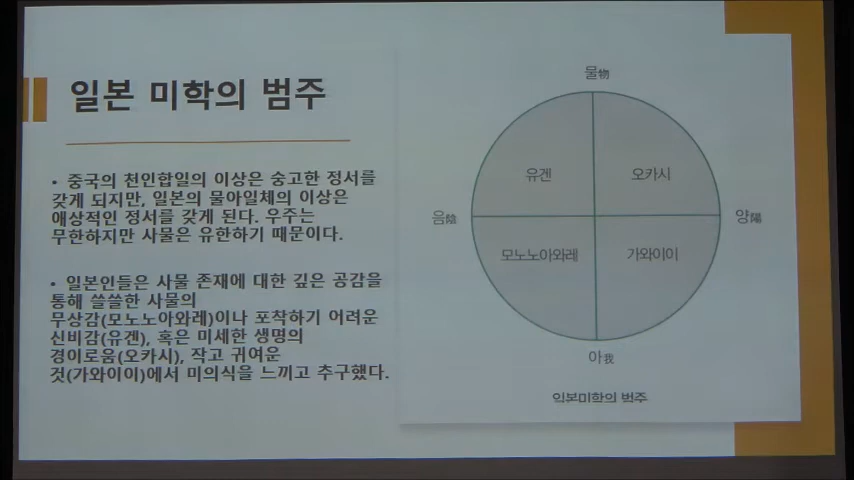 일본 미학의 범주
• 중국의 천인합일의 이상은 숭고한 정서를
갖게 되지만, 일본의 물아일체의 이상은
애상적인 정서를 갖게 된다. 우주는
무한하지만 사물은 유한하기 때문이다.
• 일본인들은 사물 존재에 대한 깊은 공감을
통해 쓸쓸한 사물의
무상감(모노노아와레)이나 포착하기 어려운
신비감(유겐), 혹은 미세한 생명의
경이로움(오카시), 작고 귀여운
것(가와이이)에서 미의식을 느끼고 추구했다.
물物
유겐
오카시
음陰
양陽
모노노아와레
가와이이
아我
일본미학의 범주